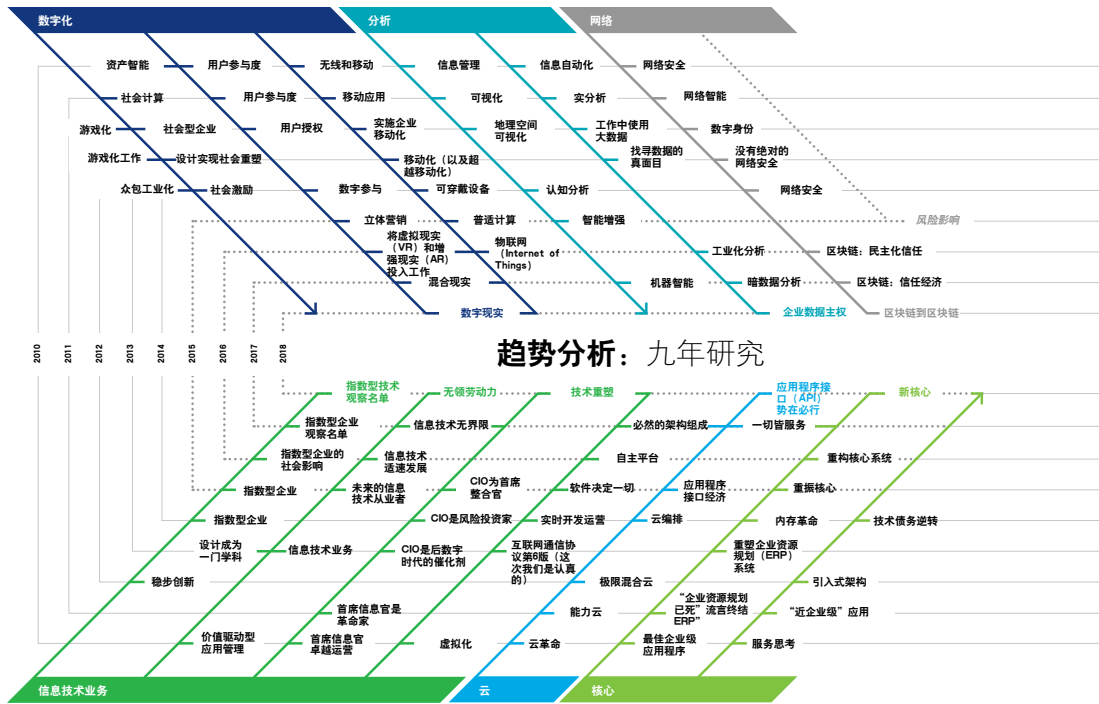 数字化
分析
网络
资产智能
用户参与度
无线和移动
信息管理
信息自动化
网络安全
社会计算
用户参与度
移动应用
可视化
实分析
网络智能
游戏化
社会型企业
用户授权
实施企业
移动化
地理空间
可视化
工作中使用
大数据
数字身份
游戏化工作
设计实现社会重塑
移动化（以及超
越移动化）
找寻数据的
真面目
没有绝对的
网络安全
众包工业化
社会激励
数字参与
可穿戴设备
认知分析
网络安全
立体营销
普适计算
智能增强
风险影响
将虚拟现实
（VR）和增
强现实（AR）
投入工作
物联网
（Internet of
Things）
工业化分析
区块链：民主化信任
混合现实
机器智能
暗数据分析
区块链：信任经济
数字现实
企业数据主权
区块链到区块链
2010
2011
2012
2013
2014
2015
2016
2017
2018
趋势分析：九年研究
指数型技术
观察名单
无领劳动力
技术重塑
应用程序接
口（API）
势在必行
新核心
指数型企业
观察名单
信息技术无界限
必然的架构组成
一切皆服务
指数型企业的
社会影响
信息技术
适速发展
自主平台
重构核心系统
指数型企业
未来的信息
技术从业者
CIO为首席
整合官
软件决定一切
应用程序
接口经济
重振核心
指数型企业
CIO是风险投资家
实时开发运营
云编排
内存革命
技术债务逆转
设计成为
一门学科
信息技术业务
CIO是后数字
时代的催化剂
互联网通信协
议第6版（这
次我们是认真
的）
重塑企业资源
规划（ERP）
系统
稳步创新
极限混合云
引入式架构
首席信息官是
革命家
能力云
“企业资源规划
已死”流言终结
ERP”
“近企业级”应用
价值驱动型
应用管理
首席信息官
卓越运营
虚拟化
云革命
最佳企业级
应用程序
服务思考
信息技术业务
云
核心